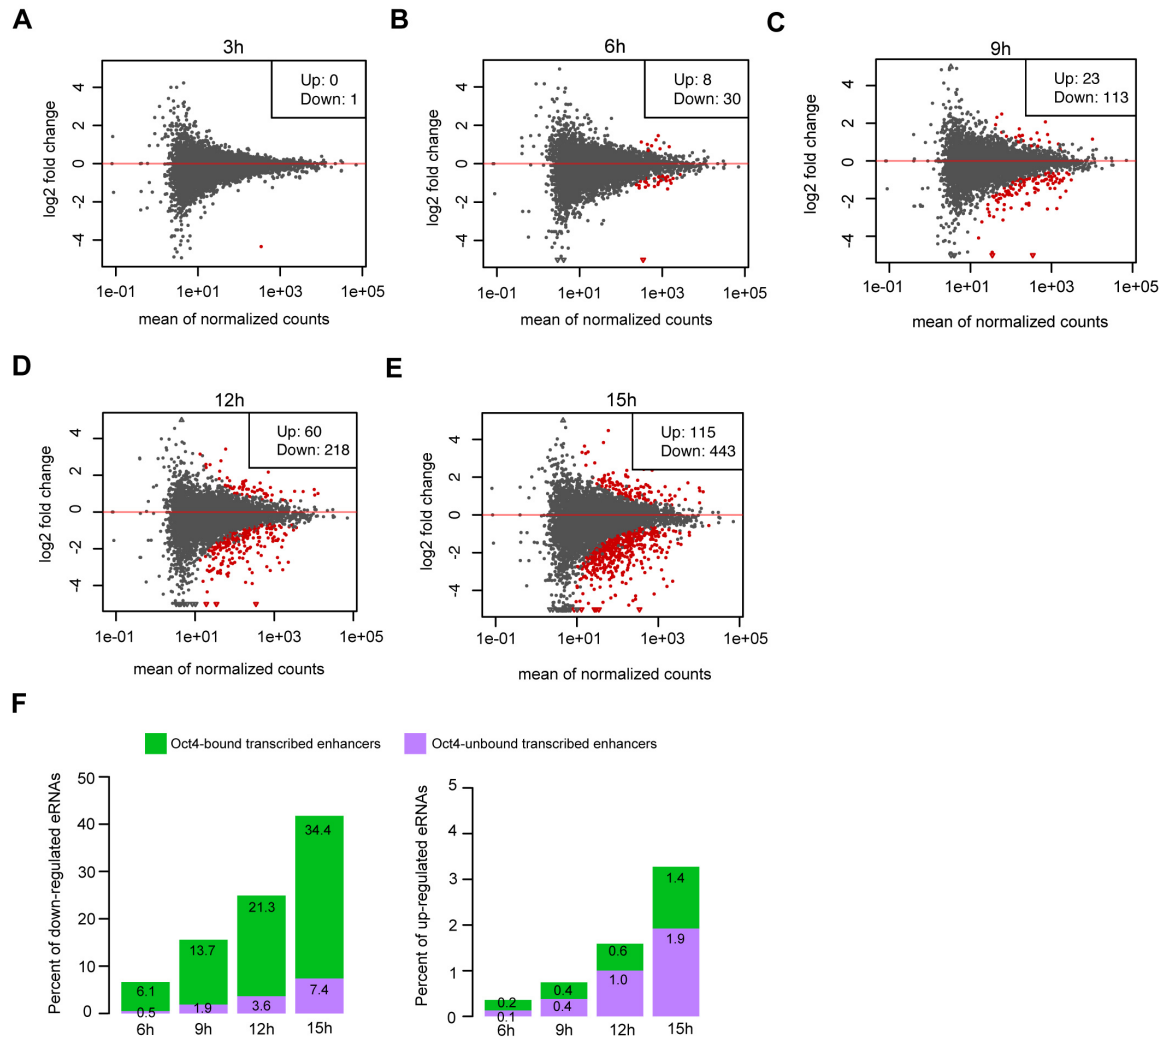 A
3h
Up: 0
Down: 1
log2 fold change
4
2
0
-2
-4
1e-01 1e+01 1e+03 1e+05
mean of normalized counts
B
6h
Up: 8
Down: 30
log2 fold change
4
2
0
-2
-4
1e-01 1e+01 1e+03 1e+05
mean of normalized counts
C
9h
Up: 23
Down: 113
log2 fold change
4
2
0
-2
-4
1e-01 1e+01 1e+03 1e+05
mean of normalized counts
D
12h
Up: 60
Down: 218
log2 fold change
4
2
0
-2
-4
1e-01 1e+01 1e+03 1e+05
mean of normalized counts
E
15h
Up: 115
Down: 443
log2 fold change
4
2
0
-2
-4
1e-01 1e+01 1e+03 1e+05
mean of normalized counts
F
Oct4-bound transcribed enhancers
Oct4-unbound transcribed enhancers
Percent of down-regulated eRNAs
50
40
30
20
10
0
6.1
0.5
13.7
1.9
21.3
3.6
34.4
7.4
6h 9h 12h 15h
Percent of up-regulated eRNAs
5
4
3
2
1
0
0.2
0.1
0.4
0.4
0.6
1.0
1.4
1.9
6h 9h 12h 15h